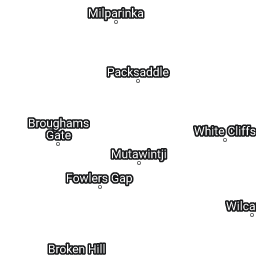 Milparinka
Packsaddle
Broughams
Gate
White Cliffs
Mutawintji
Fowlers Gap
Wilca
Broken Hill